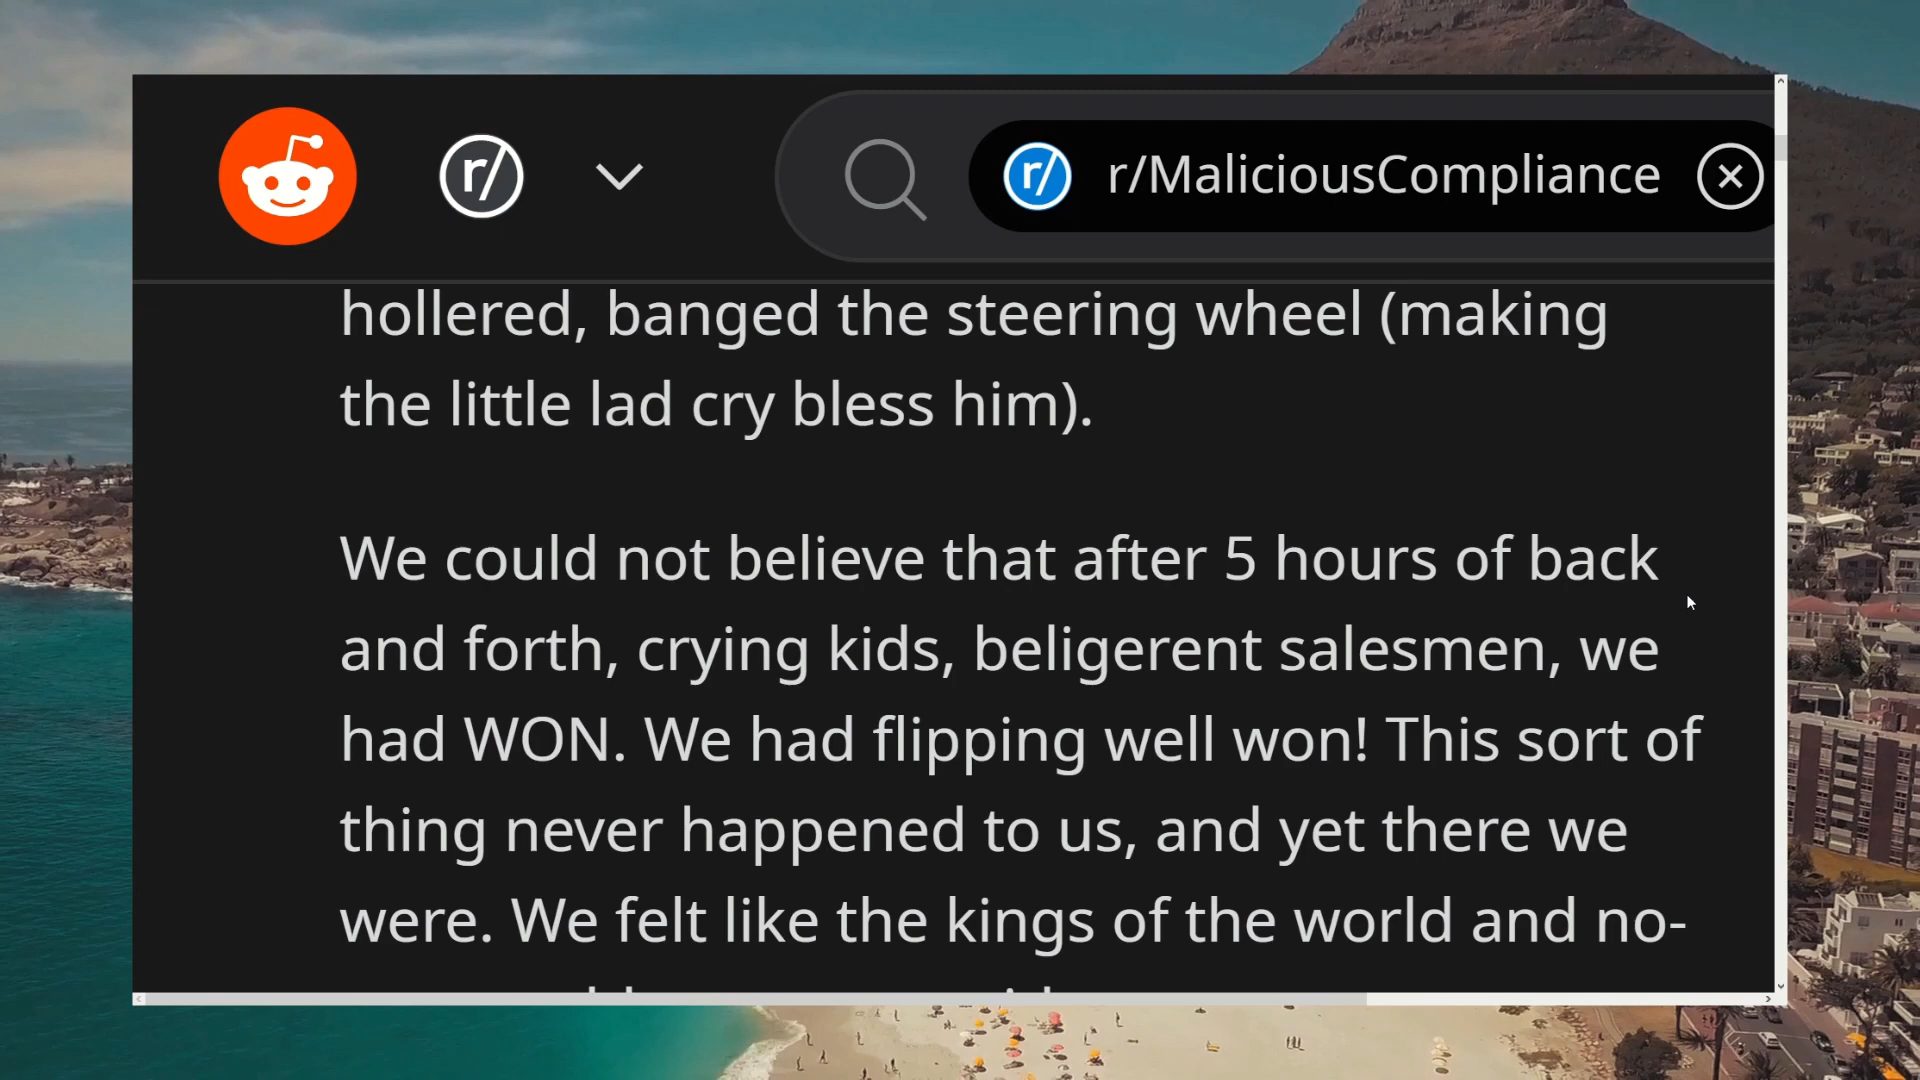 r/
r/ r/MaliciousCompliance
hollered, banged the steering wheel (making
the little lad cry bless him).
We could not believe that after 5 hours of back
and forth, crying kids, beligerent salesmen, we
had WON. We had flipping well won! This sort of
thing never happened to us, and yet there we
were. We felt like the kings of the world and no-